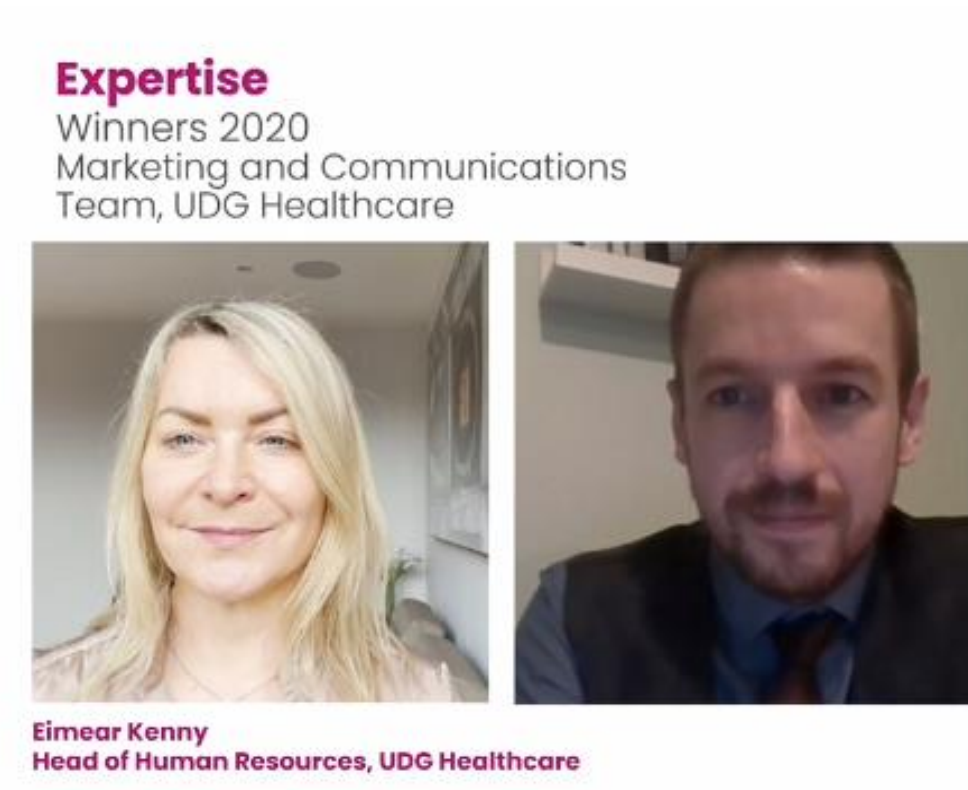 Expertise
Winners 2020
Marketing and Communications
Team, UDG Healthcare
Eimear Kenny
Head of Human Resources, UDG Healthcare